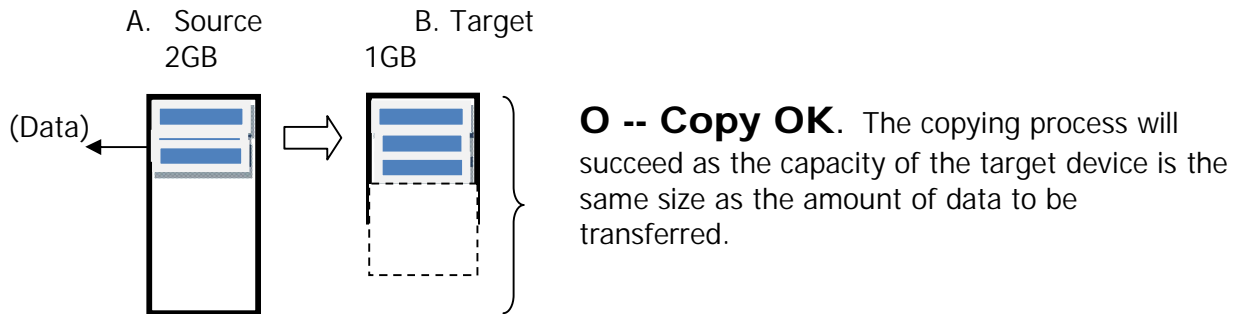 A. Source B. Target
2GB 1GB
(Data)
O -- Copy OK. The copying process will
succeed as the capacity of the target device is the
same size as the amount of data to be
transferred.